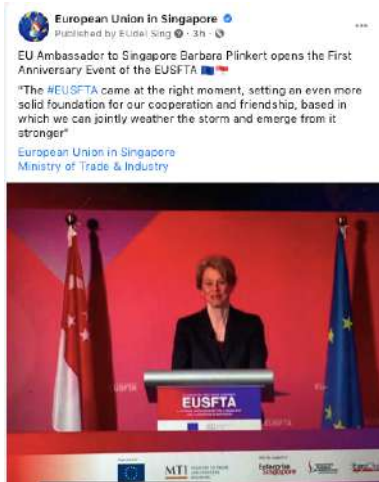 European Union in Singapore
Published by EUdel Sing · 3h ·
EU Ambassador to Singapore Barbara Plinkert opens the First
Anniversary Event of the EUSFTA 🇪🇺🇸🇬
"The #EUSFTA came at the right moment, setting an even more
solid foundation for our cooperation and friendship, based in
which we can jointly weather the storm and emerge from it
stronger"
European Union in Singapore
Ministry of Trade & Industry
EUSFTA
MTI
Enterprise
Singapore